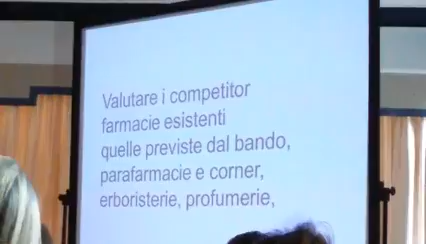 Valutare i competitor
farmacie esistenti
quelle previste dal bando,
parafarmacie e corner,
erboristerie, profumerie,